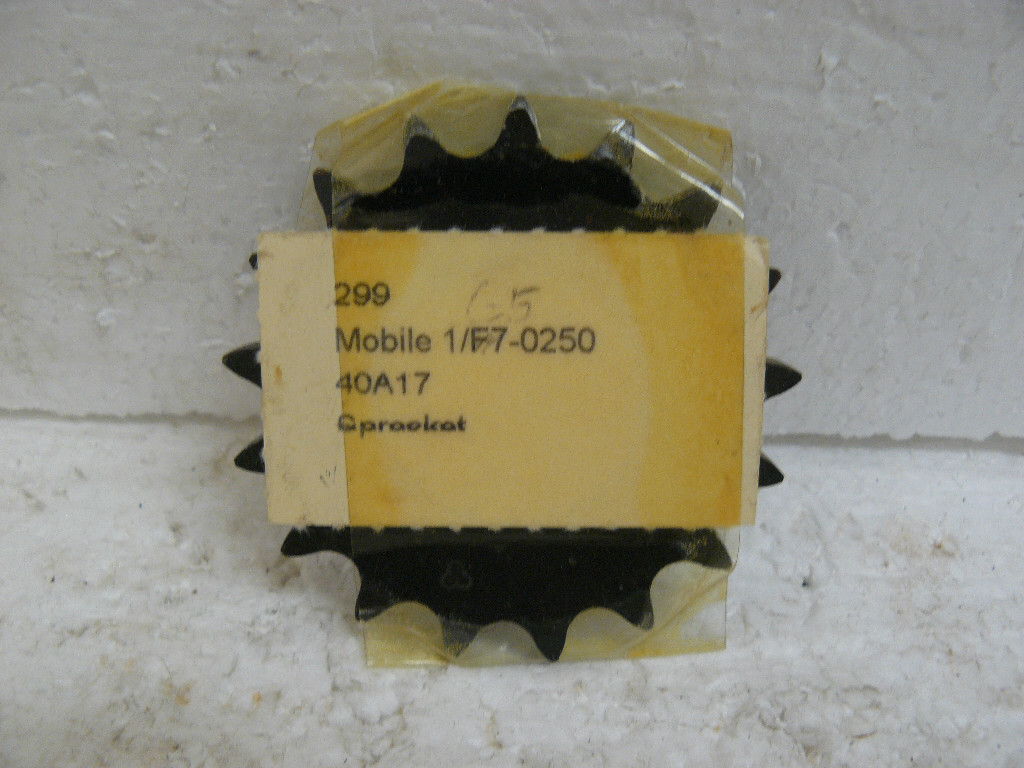 299
Mobile 1/F7-0250
40A17
Sprocket